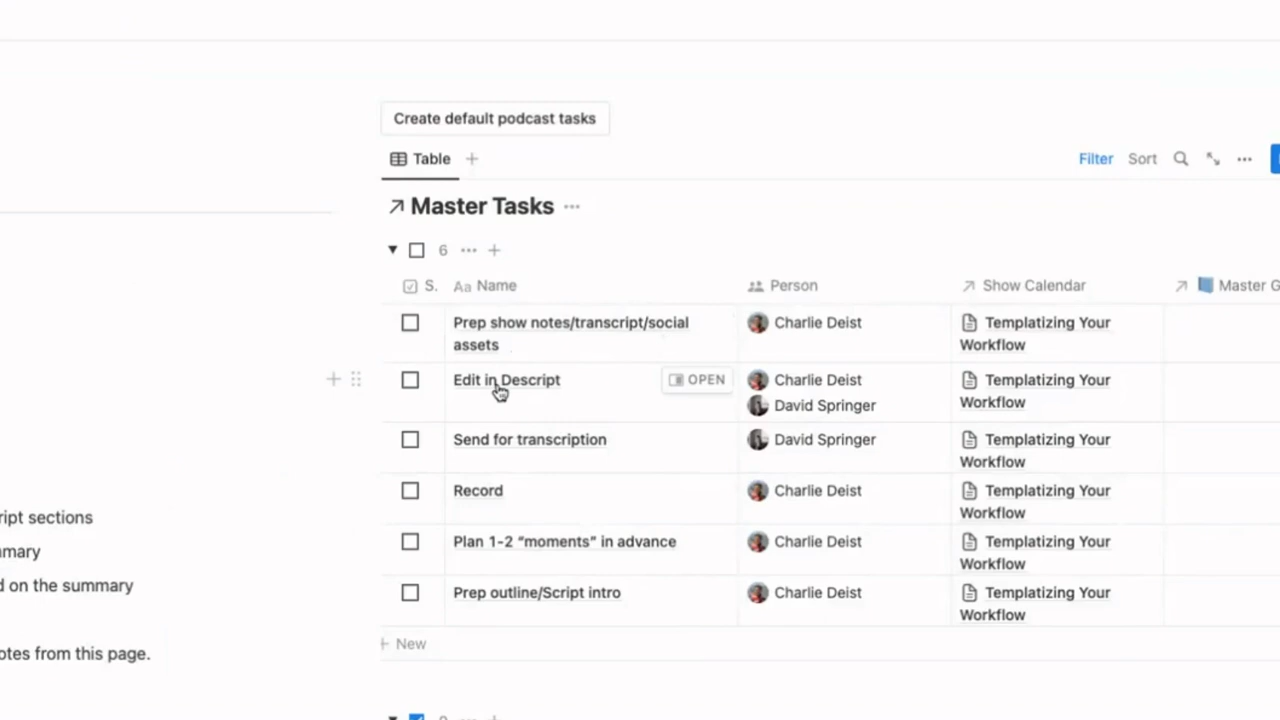 Create default podcast tasks
Table
Filter Sort
Master Tasks
6
S. Aa Name Person Show Calendar Master G
Prep show notes/transcript/social
assets
Charlie Deist
Templatizing Your
Workflow
Edit in Descript
OPEN
Charlie Deist
David Springer
Templatizing Your
Workflow
Send for transcription
David Springer
Templatizing Your
Workflow
Record
Charlie Deist
Templatizing Your
Workflow
Plan 1-2 “moments” in advance
Charlie Deist
Templatizing Your
Workflow
Prep outline/Script intro
Charlie Deist
Templatizing Your
Workflow
New
ript sections
mary
d on the summary
otes from this page.